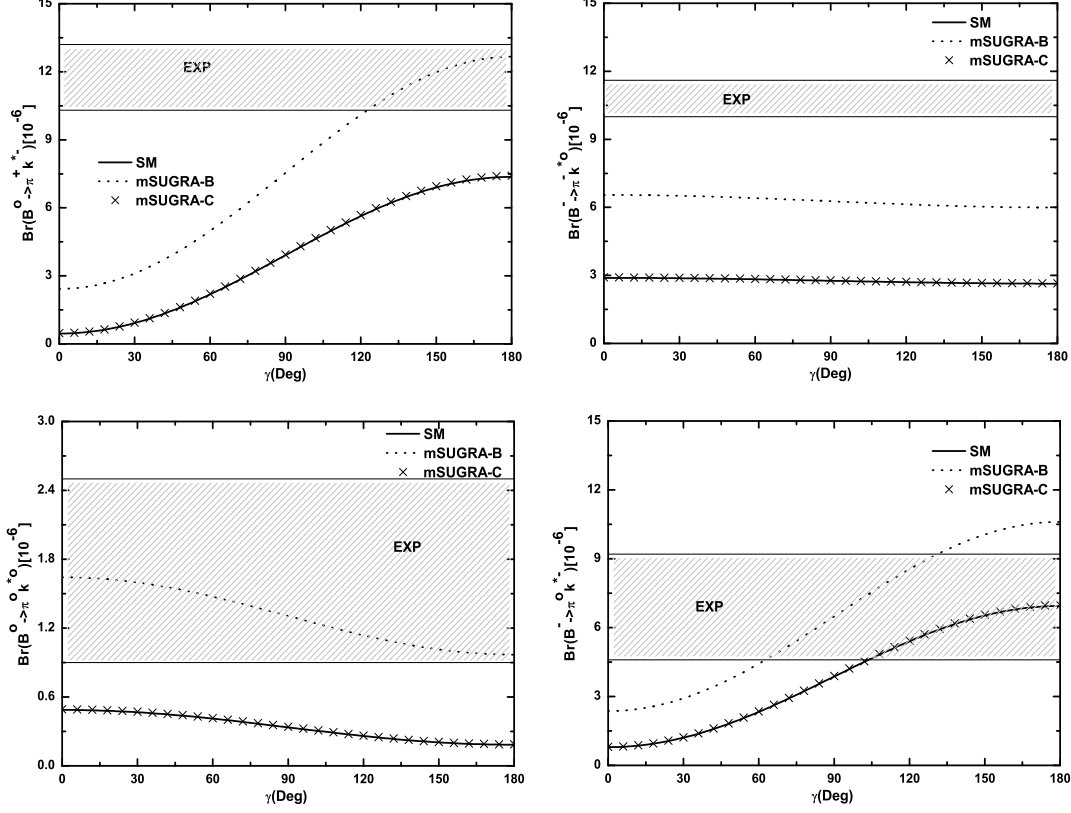 15
12
9
6
3
0
Br(B^o->π^+k^*-)[10^-6]
EXP
SM
mSUGRA-B
mSUGRA-C
0 30 60 90 120 150 180
γ(Deg)
15
12
9
6
3
0
Br(B^-->π^-k^*o)[10^-6]
SM
mSUGRA-B
mSUGRA-C
EXP
0 30 60 90 120 150 180
γ(Deg)
3.0
2.4
1.8
1.2
0.6
0.0
Br(B^o->π^ok^*o)[10^-6]
SM
mSUGRA-B
mSUGRA-C
EXP
0 30 60 90 120 150 180
γ(Deg)
15
12
9
6
3
0
Br(B^-->π^ok^*-)[10^-6]
SM
mSUGRA-B
mSUGRA-C
EXP
0 30 60 90 120 150 180
γ(Deg)